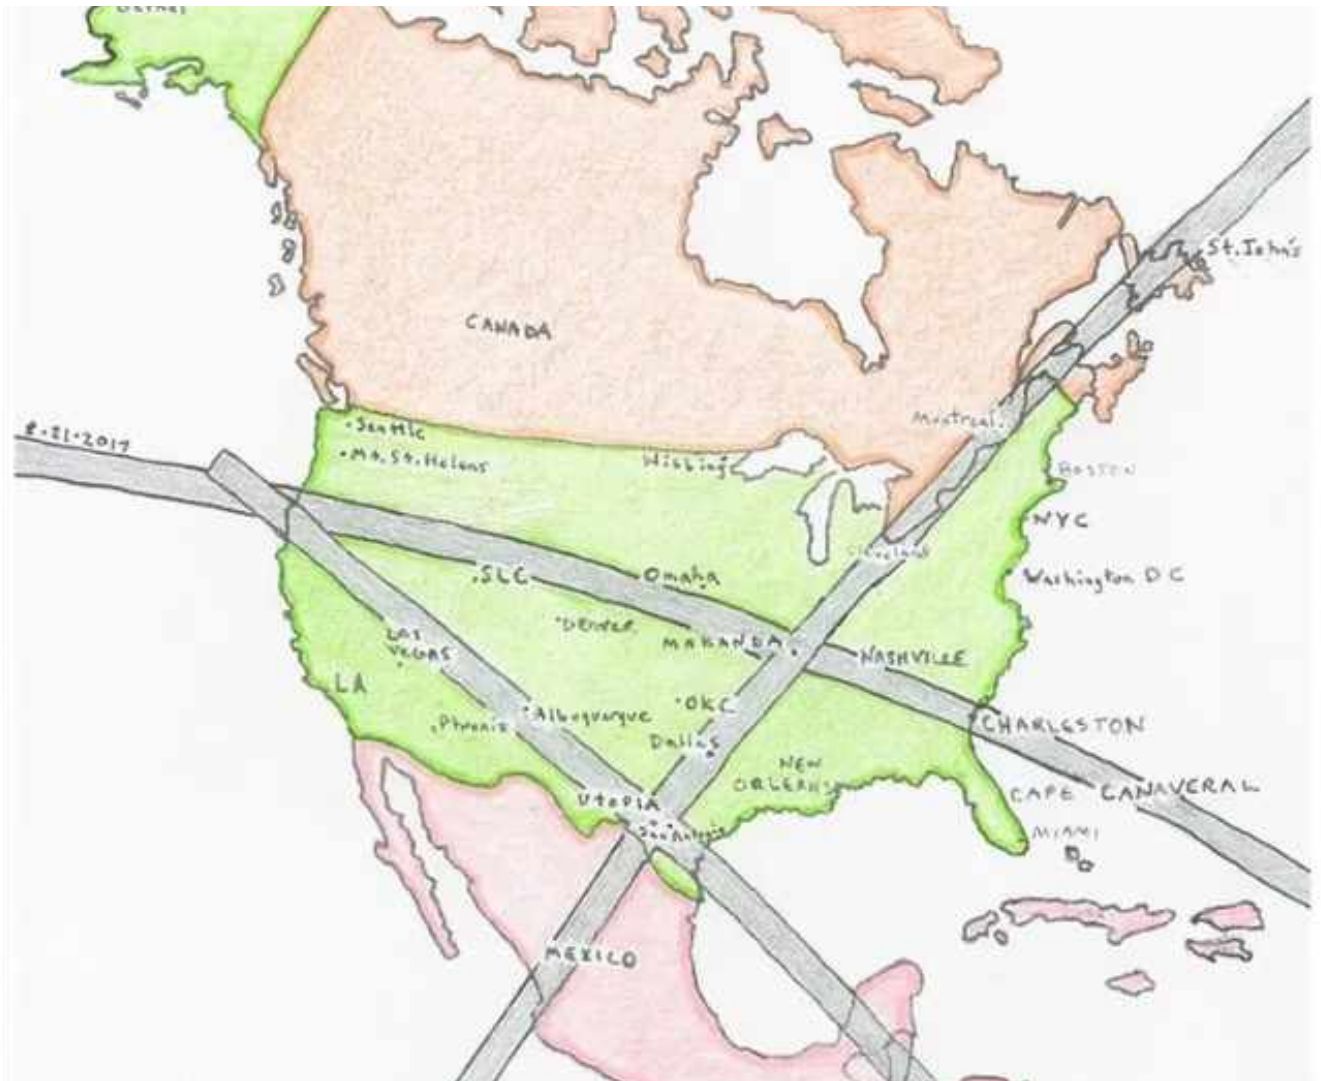 CANADA
St. John's
8-21-2017
Seattle
Mt. St. Helens
Hibbing
Montreal
BOSTON
NYC
Cleveland
Washington DC
SLC
Omaha
DENVER
MAKANDA
NASHVILLE
LAS
VEGAS
LA
OKC
Albuquerque
Phoenix
Dallas
CHARLESTON
NEW
ORLEANS
UTOPIA
CAPE CANAVERAL
San Antonio
MIAMI
MEXICO